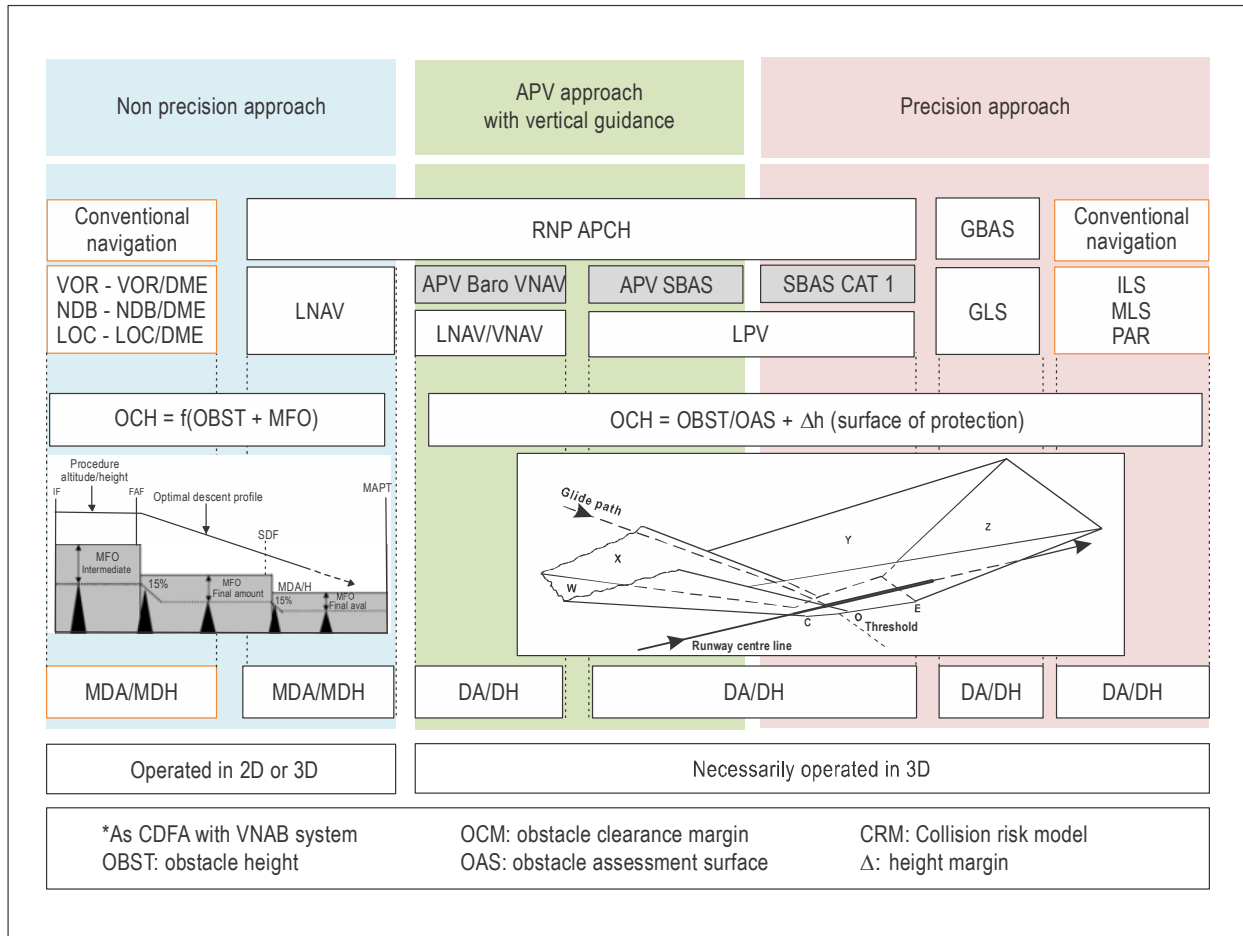 Non precision approach
APV approach
with vertical guidance
Precision approach
Conventional
navigation
RNP APCH
GBAS
Conventional
navigation
VOR - VOR/DME
NDB - NDB/DME
LOC - LOC/DME
LNAV
APV Baro VNAV
APV SBAS
SBAS CAT 1
LNAV/VNAV
LPV
GLS
ILS
MLS
PAR
OCH = f(OBST + MFO)
OCH = OBST/OAS + Δh (surface of protection)
Procedure
altitude/height
IF
FAF
Optimal descent profile
MAPT
SDF
MFO
Intermediate
15%
MFO
Final amount
MDA/H
15%
MFO
Final aval
Glide path
X
Y
Z
W
C
O
E
Threshold
Runway centre line
MDA/MDH
MDA/MDH
DA/DH
DA/DH
DA/DH
DA/DH
Operated in 2D or 3D
Necessarily operated in 3D
*As CDFA with VNAB system
OCM: obstacle clearance margin
CRM: Collision risk model
OBST: obstacle height
OAS: obstacle assessment surface
Δ: height margin